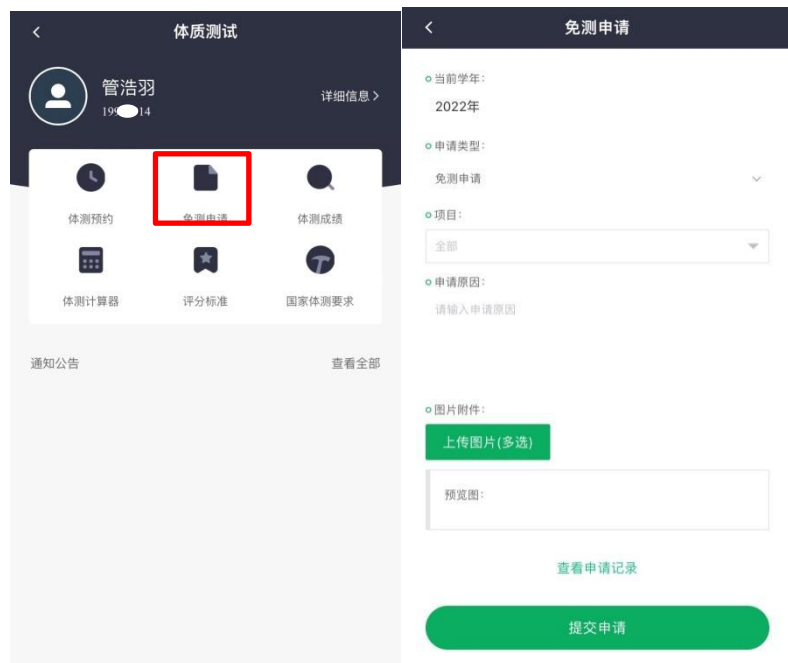 体质测试
管浩羽
199 14
详细信息
体测预约
免测申请
体测成绩
体测计算器
评分标准
国家体测要求
通知公告
查看全部
免测申请
当前学年:
2022年
申请类型:
免测申请
项目:
全部
申请原因:
请输入申请原因
图片附件:
上传图片(多选)
预览图:
查看申请记录
提交申请